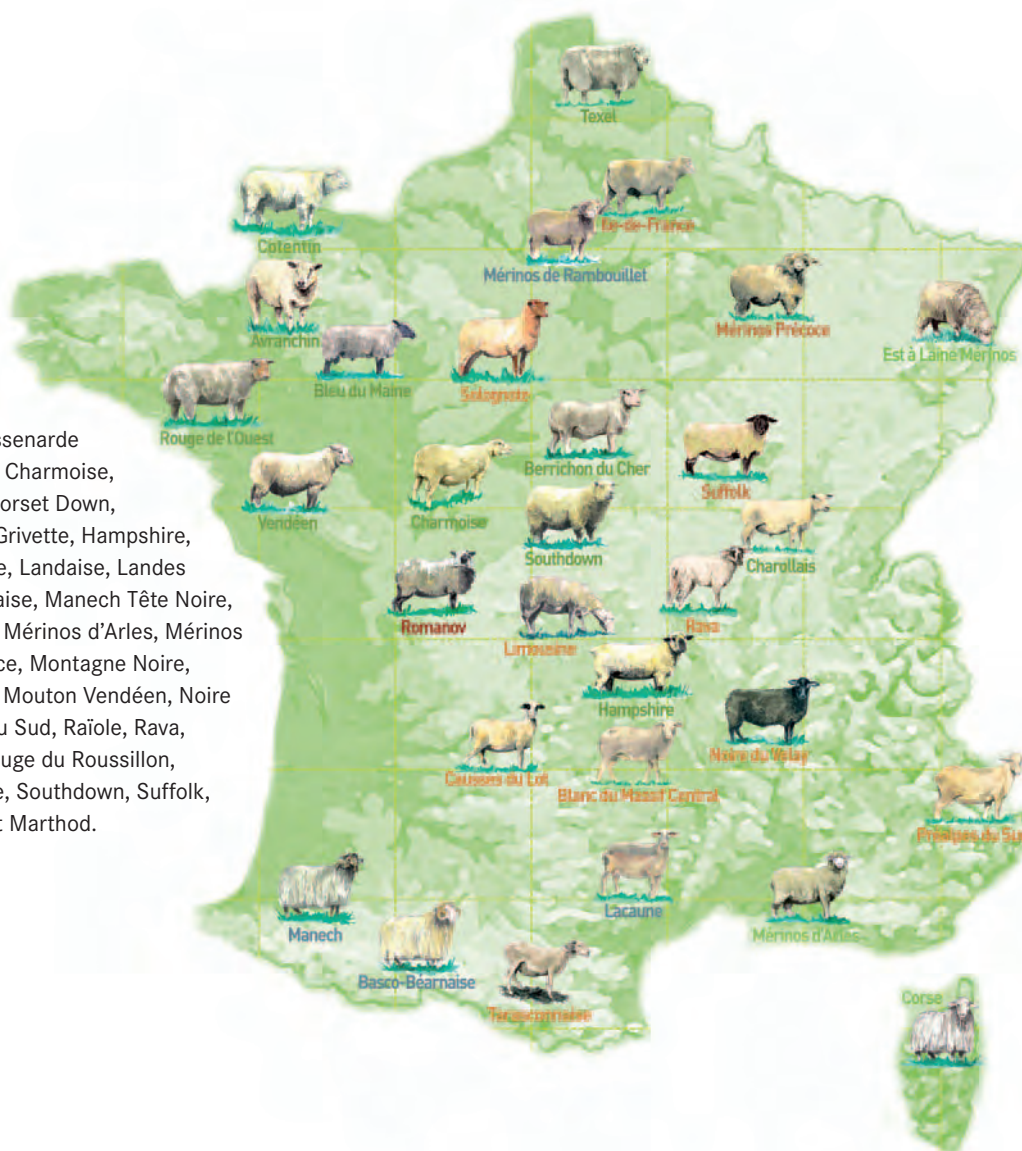 Texel
Ile-de-France
Cotentin
Mérinos de Rambouillet
Mérinos Précoce
Avranchin
Est à Laine Mérinos
Bleu du Maine
Solognote
Rouge de l'Ouest
Berrichon du Cher
Suffolk
Vendéen
Charmoise
Southdown
Charollais
Romanov
Limousine
Rava
Hampshire
Noire du Velay
Causses du Lot
Blanc du Massif Central
Préalpes du Sud
Manech
Lacaune
Mérinos d'Arles
Basco-Béarnaise
Tarasconnaise
Corse
ssenarde
Charmoise,
orset Down,
Grivette, Hampshire,
e, Landaise, Landes
aise, Manech Tête Noire,
Mérinos d'Arles, Mérinos
ce, Montagne Noire,
Mouton Vendéen, Noire
u Sud, Raïole, Rava,
uge du Roussillon,
e, Southdown, Suffolk,
t Marthod.